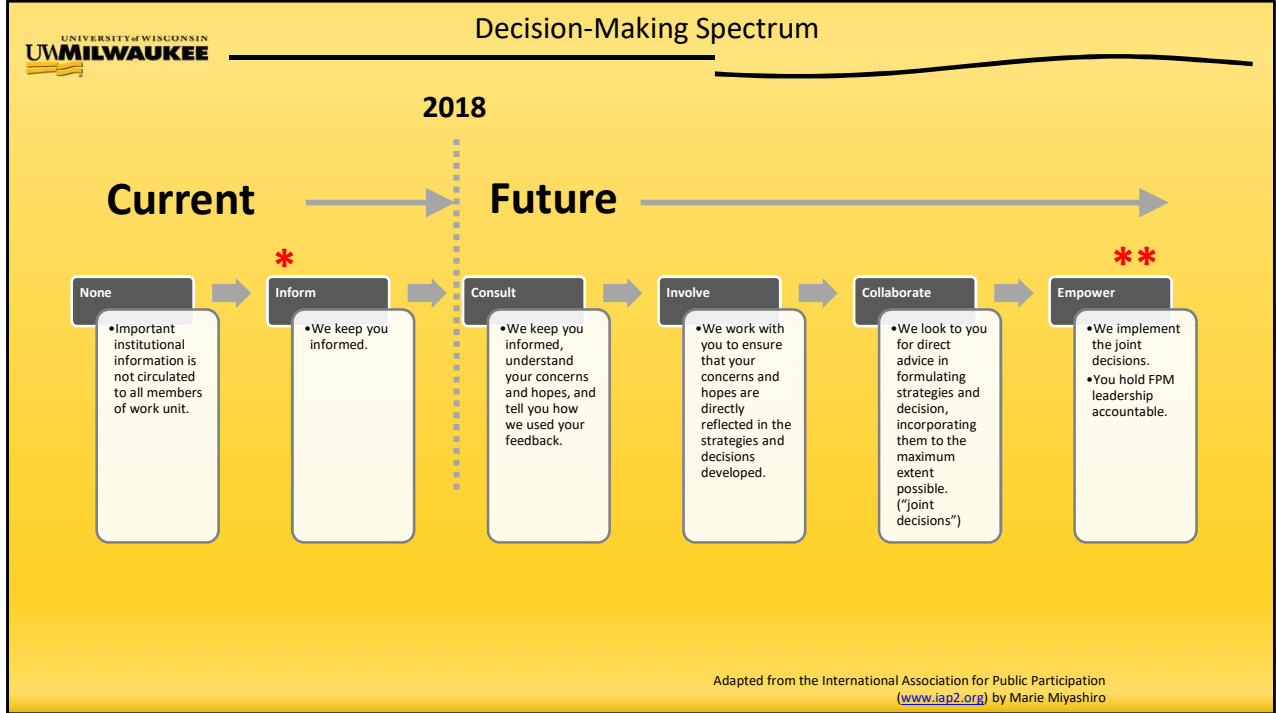 Decision-Making Spectrum
UNIVERSITY of WISCONSIN
UWMILWAUKEE
2018
Current
Future
*
**
None
•Important
institutional
information is
not circulated
to all members
of work unit.
Inform
•We keep you
informed.
Consult
•We keep you
informed,
understand
your concerns
and hopes, and
tell you how
we used your
feedback.
Involve
•We work with
you to ensure
that your
concerns and
hopes are
directly
reflected in the
strategies and
decisions
developed.
Collaborate
•We look to you
for direct
advice in
formulating
strategies and
decision,
incorporating
them to the
maximum
extent
possible.
(“joint
decisions”)
Empower
•We implement
the joint
decisions.
•You hold FPM
leadership
accountable.
Adapted from the International Association for Public Participation
(www.iap2.org) by Marie Miyashiro